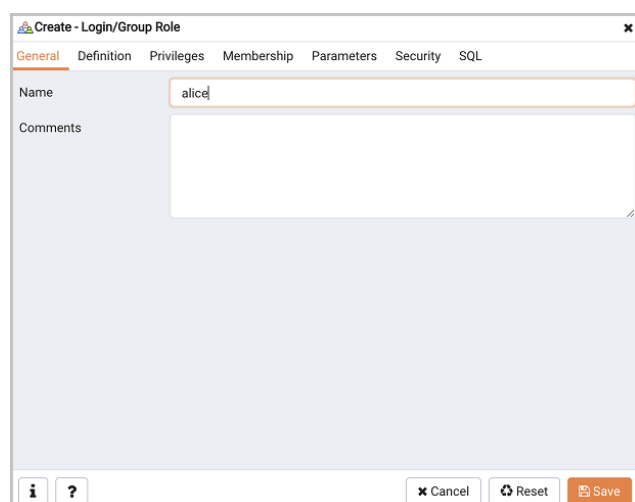 Create - Login/Group Role
General Definition Privileges Membership Parameters Security SQL
Name alice
Comments
i ? Cancel Reset Save